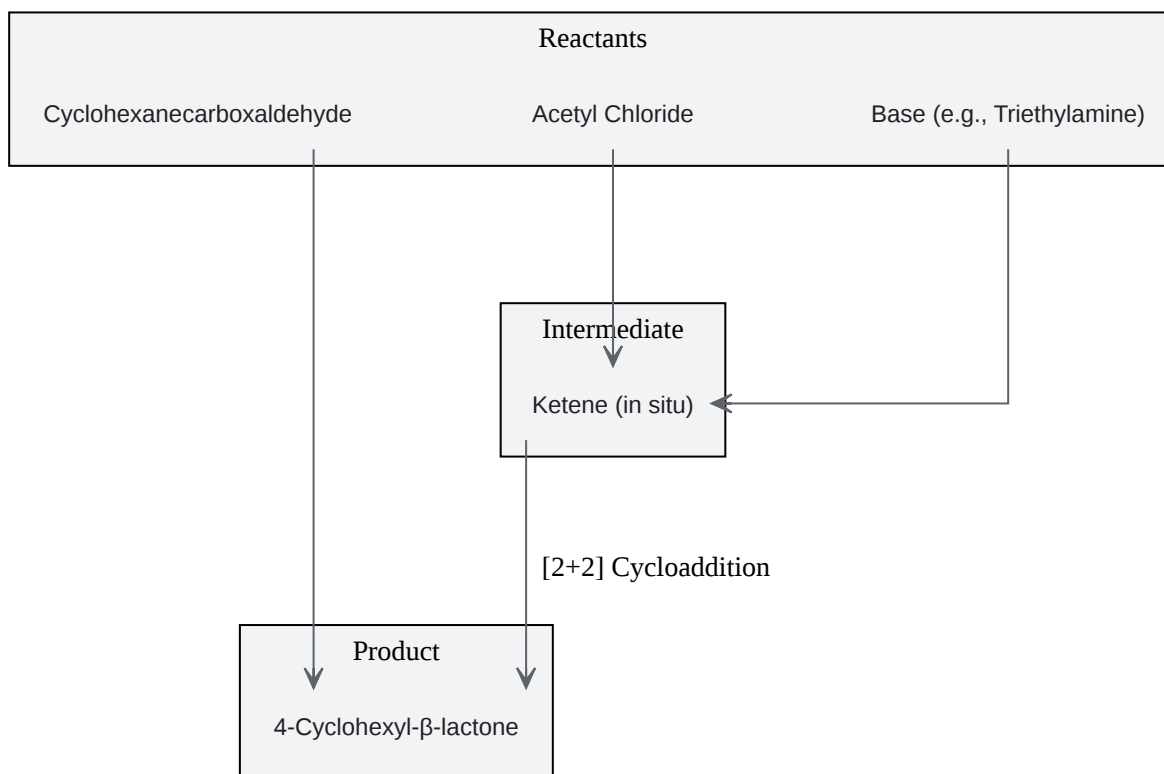 Reactants
Cyclohexanecarboxaldehyde
Acetyl Chloride
Base (e.g., Triethylamine)
Intermediate
Ketene (in situ)
[2+2] Cycloaddition
Product
4-Cyclohexyl-β-lactone